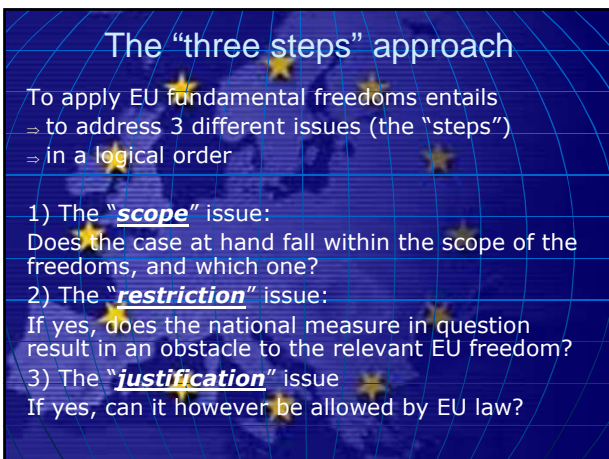 The “three steps” approach
To apply EU fundamental freedoms entails
⇒ to address 3 different issues (the “steps”)
⇒ in a logical order
1) The “scope” issue:
Does the case at hand fall within the scope of the
freedoms, and which one?
2) The “restriction” issue:
If yes, does the national measure in question
result in an obstacle to the relevant EU freedom?
3) The “justification” issue
If yes, can it however be allowed by EU law?